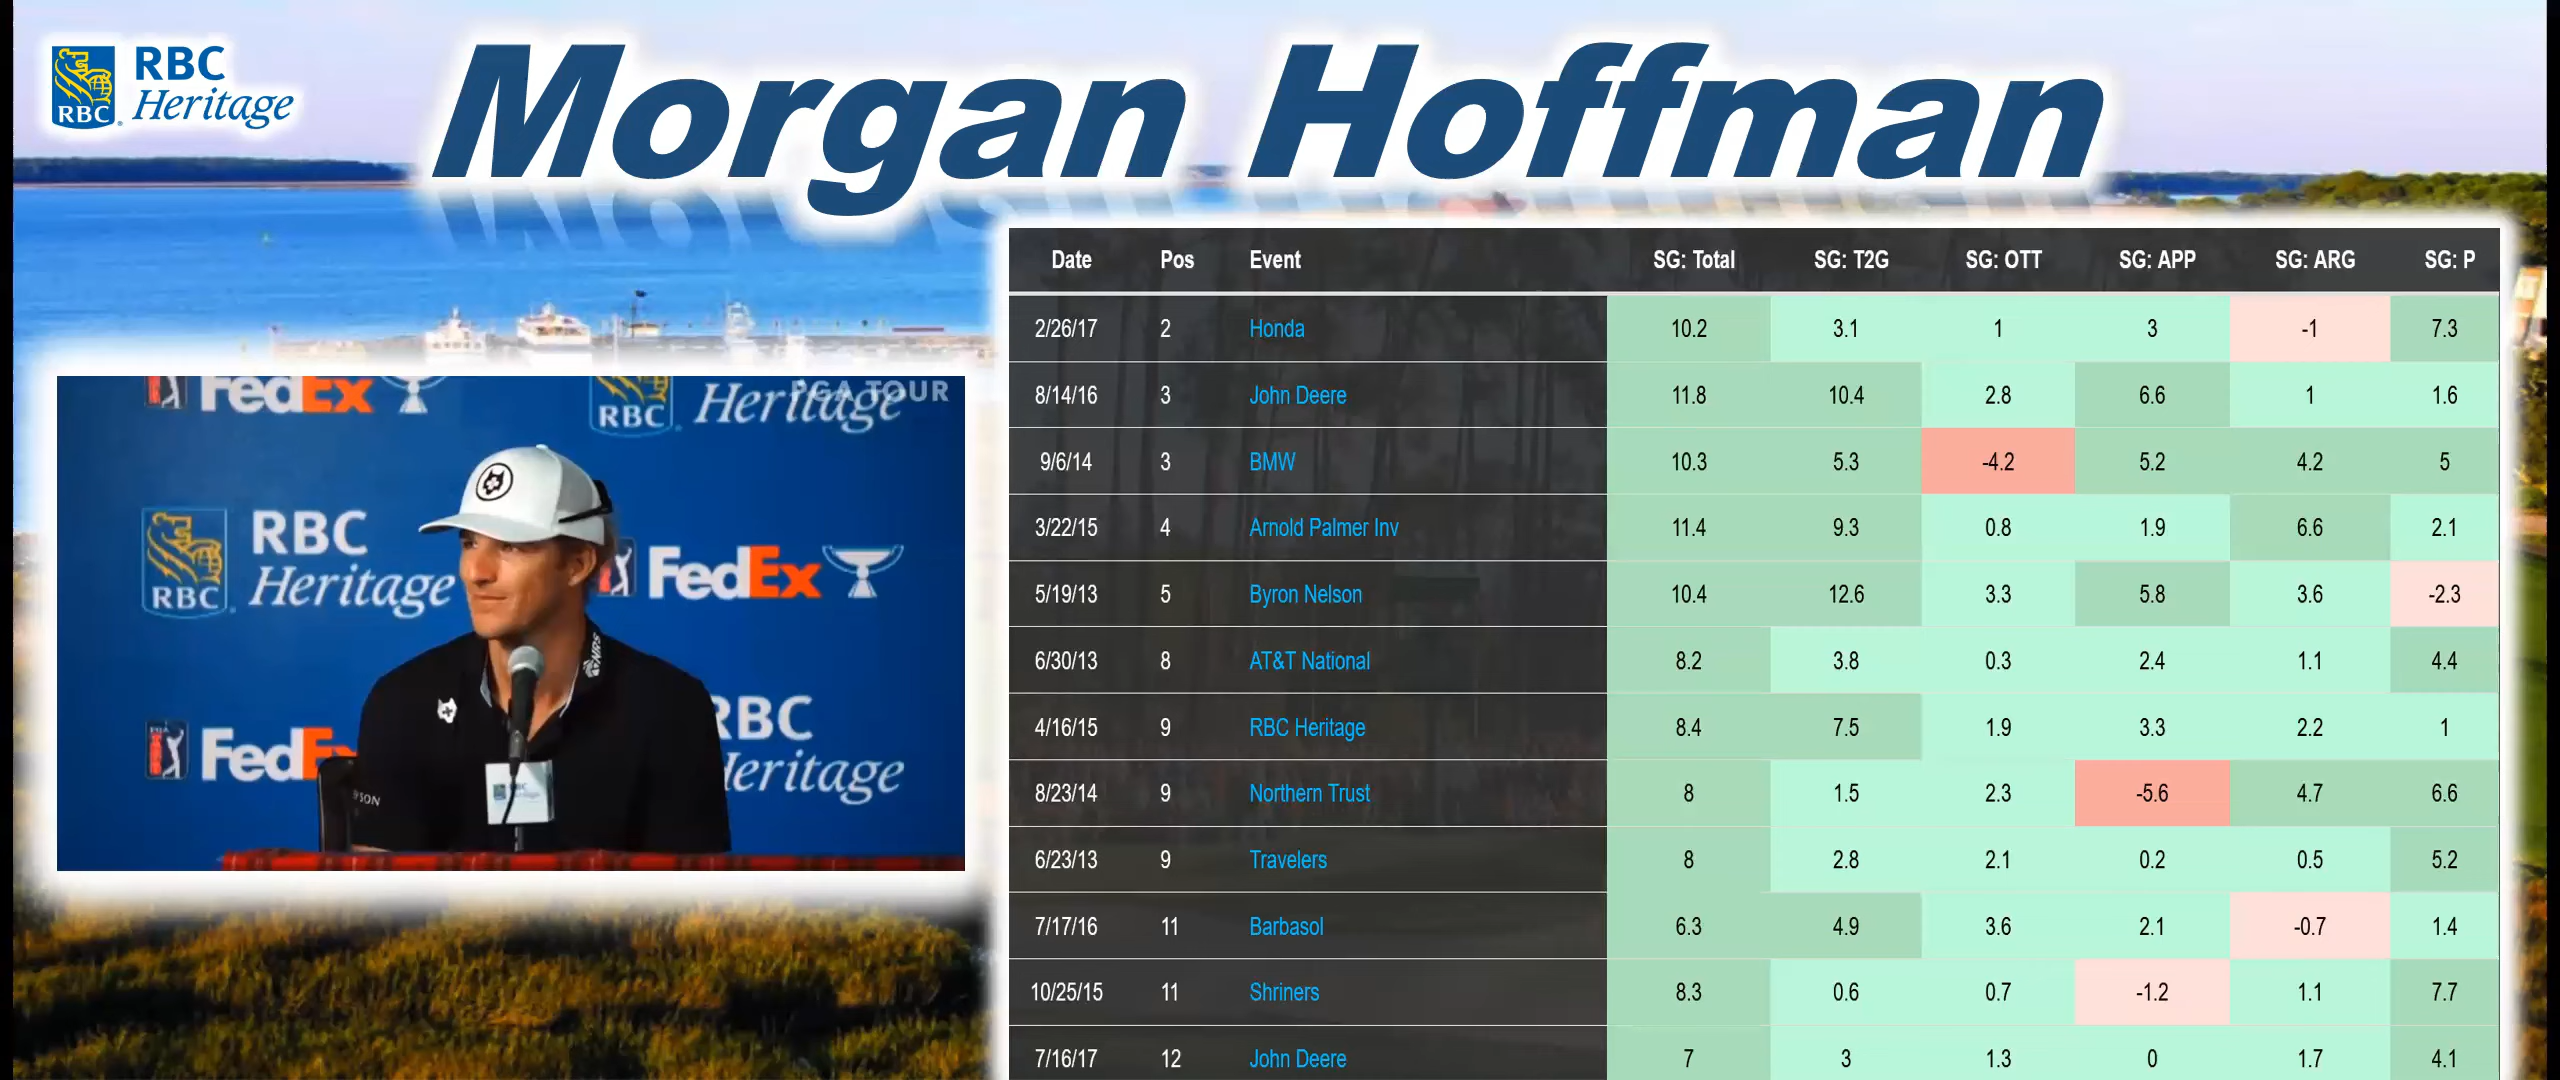 Morgan Hoffman
RBC
Heritage
RBC
Date Pos Event SG: Total SG: T2G SG: OTT SG: APP SG: ARG SG: P
2/26/17 2 Honda 10.2 3.1 1 3 -1 7.3
8/14/16 3 John Deere 11.8 10.4 2.8 6.6 1 1.6
9/6/14 3 BMW 10.3 5.3 -4.2 5.2 4.2 5
3/22/15 4 Arnold Palmer Inv 11.4 9.3 0.8 1.9 6.6 2.1
5/19/13 5 Byron Nelson 10.4 12.6 3.3 5.8 3.6 -2.3
6/30/13 8 AT&T National 8.2 3.8 0.3 2.4 1.1 4.4
4/16/15 9 RBC Heritage 8.4 7.5 1.9 3.3 2.2 1
8/23/14 9 Northern Trust 8 1.5 2.3 -5.6 4.7 6.6
6/23/13 9 Travelers 8 2.8 2.1 0.2 0.5 5.2
7/17/16 11 Barbasol 6.3 4.9 3.6 2.1 -0.7 1.4
10/25/15 11 Shriners 8.3 0.6 0.7 -1.2 1.1 7.7
7/16/17 12 John Deere 7 3 1.3 0 1.7 4.1
FedEx
RBC
Heritage
PGA TOUR
RBC
Heritage
RBC
FedEx
NRS
FedEx
RBC
Heritage